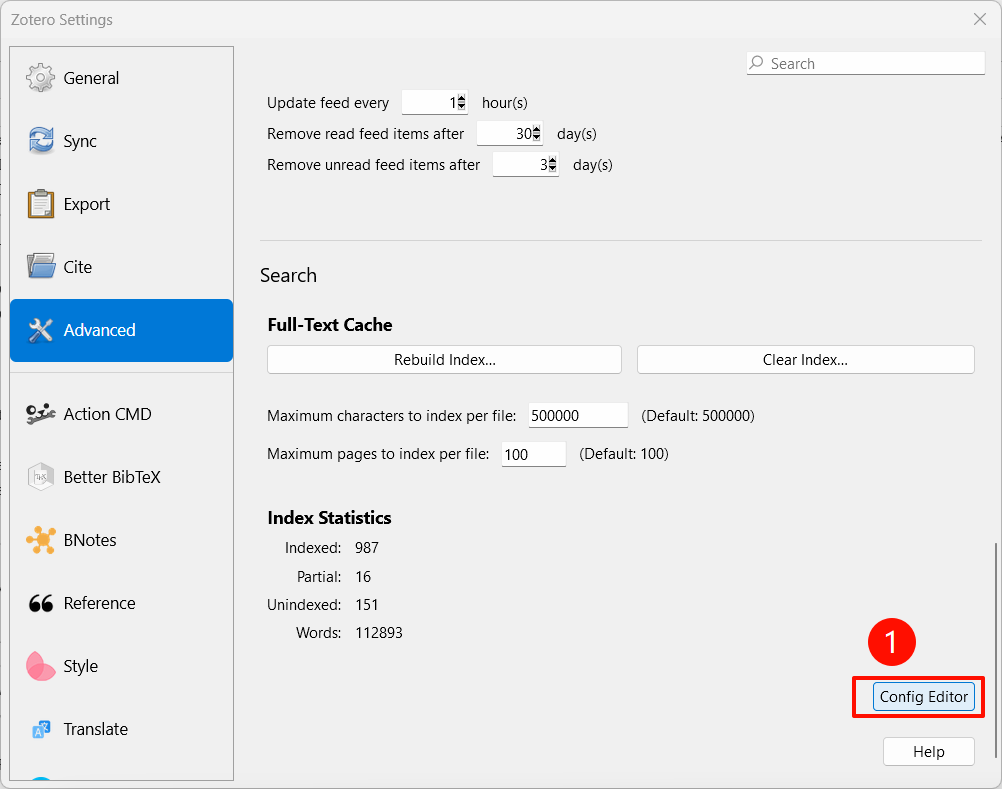 Zotero Settings
General
Sync
Export
Cite
Advanced
Action CMD
Better BibTeX
BNotes
Reference
Style
Translate
Search
Update feed every 1 hour(s)
Remove read feed items after 30 day(s)
Remove unread feed items after 3 day(s)
Search
Full-Text Cache
Rebuild Index... Clear Index...
Maximum characters to index per file: 500000 (Default: 500000)
Maximum pages to index per file: 100 (Default: 100)
Index Statistics
Indexed: 987
Partial: 16
Unindexed: 151
Words: 112893
1
Config Editor
Help